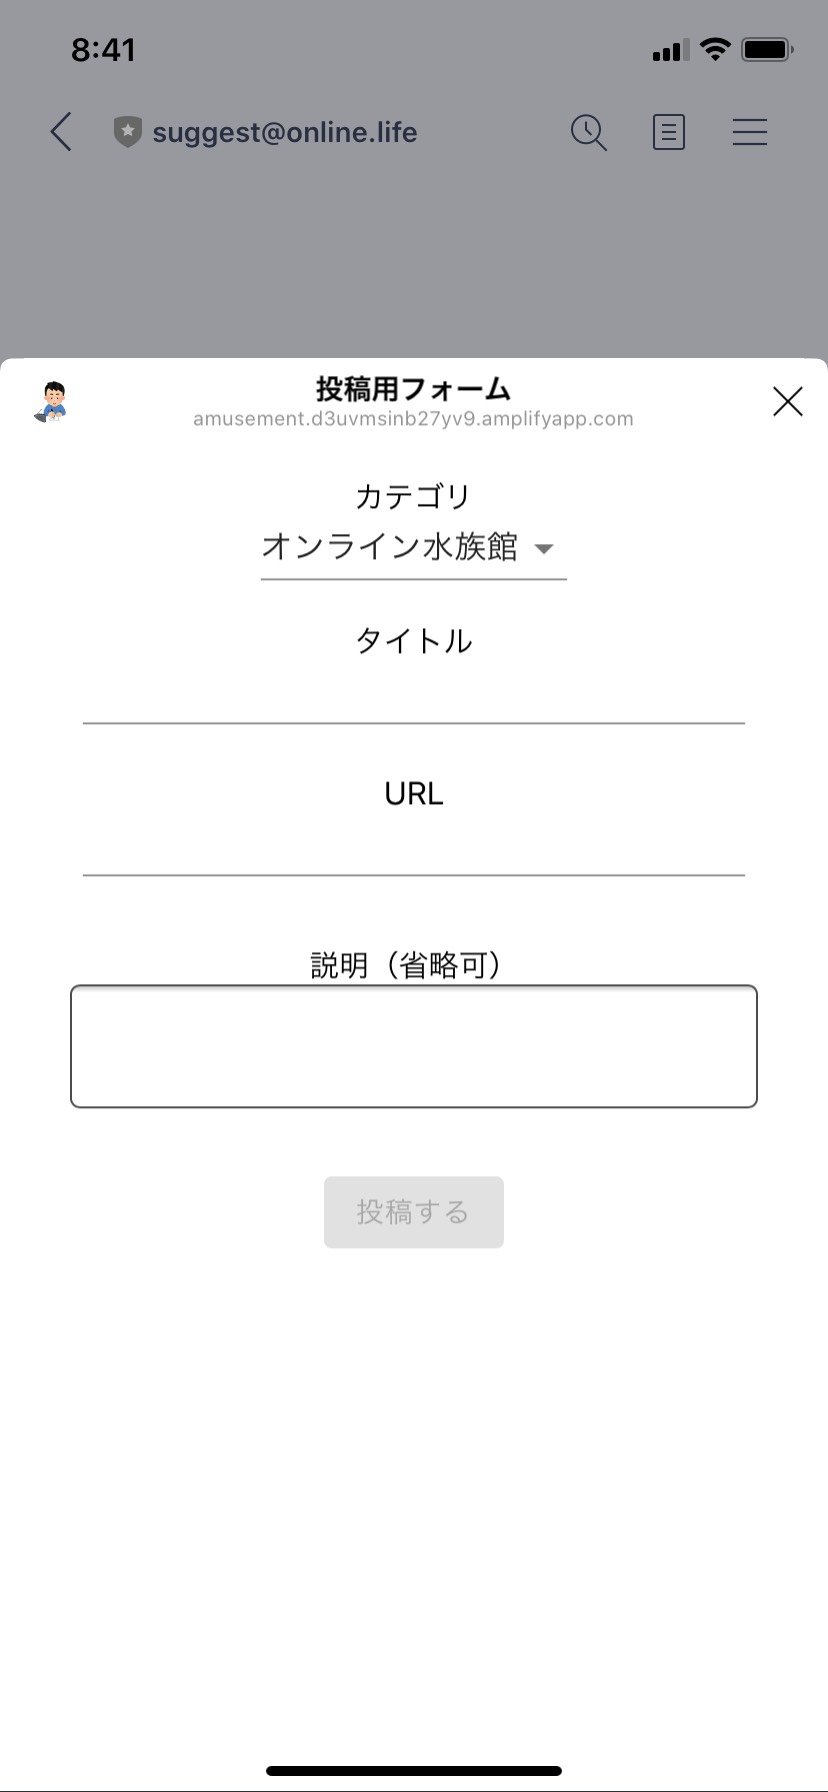 8:41
suggest@online.life
投稿用フォーム
amusement.d3uvmsinb27yv9.amplifyapp.com
カテゴリ
オンライン水族館
タイトル
URL
説明（省略可）
投稿する